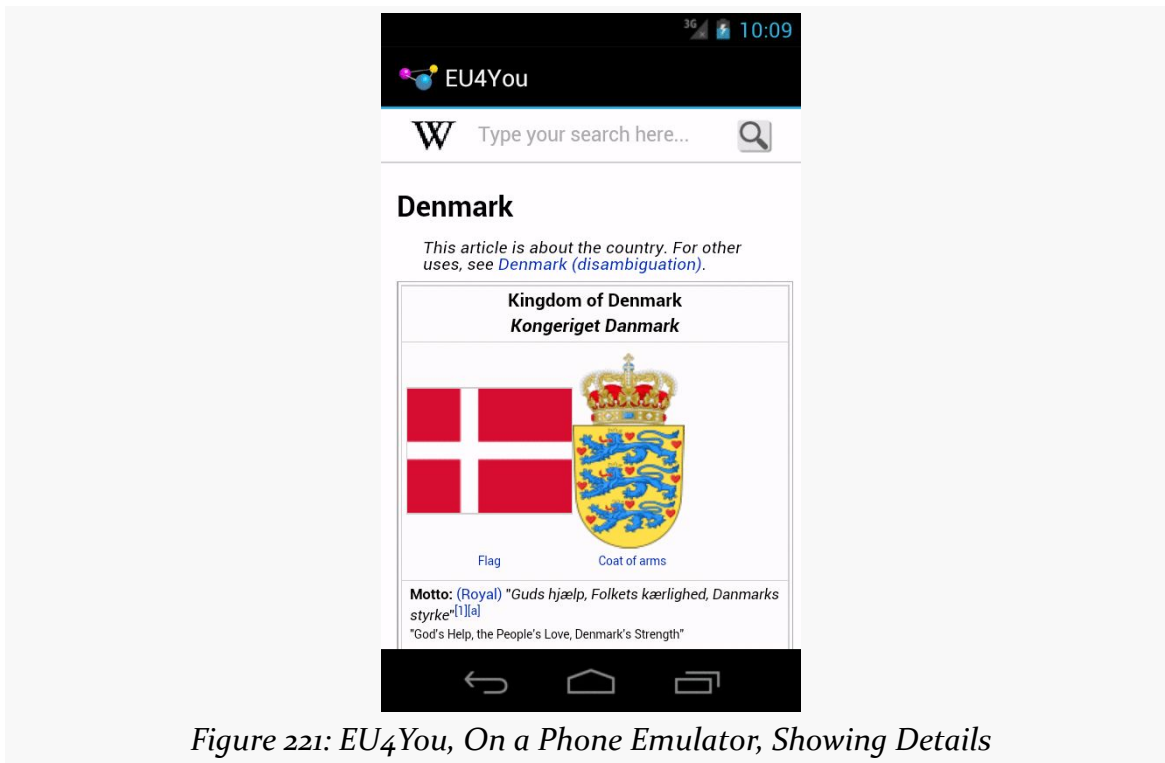 3G 10:09
EU4You
W Type your search here...
Denmark
This article is about the country. For other
uses, see Denmark (disambiguation).
Kingdom of Denmark
Kongeriget Danmark
Flag Coat of arms
Motto: (Royal) "Guds hjælp, Folkets kærlighed, Danmarks
styrke"[1][a]
"God's Help, the People's Love, Denmark's Strength"
Figure 221: EU4You, On a Phone Emulator, Showing Details